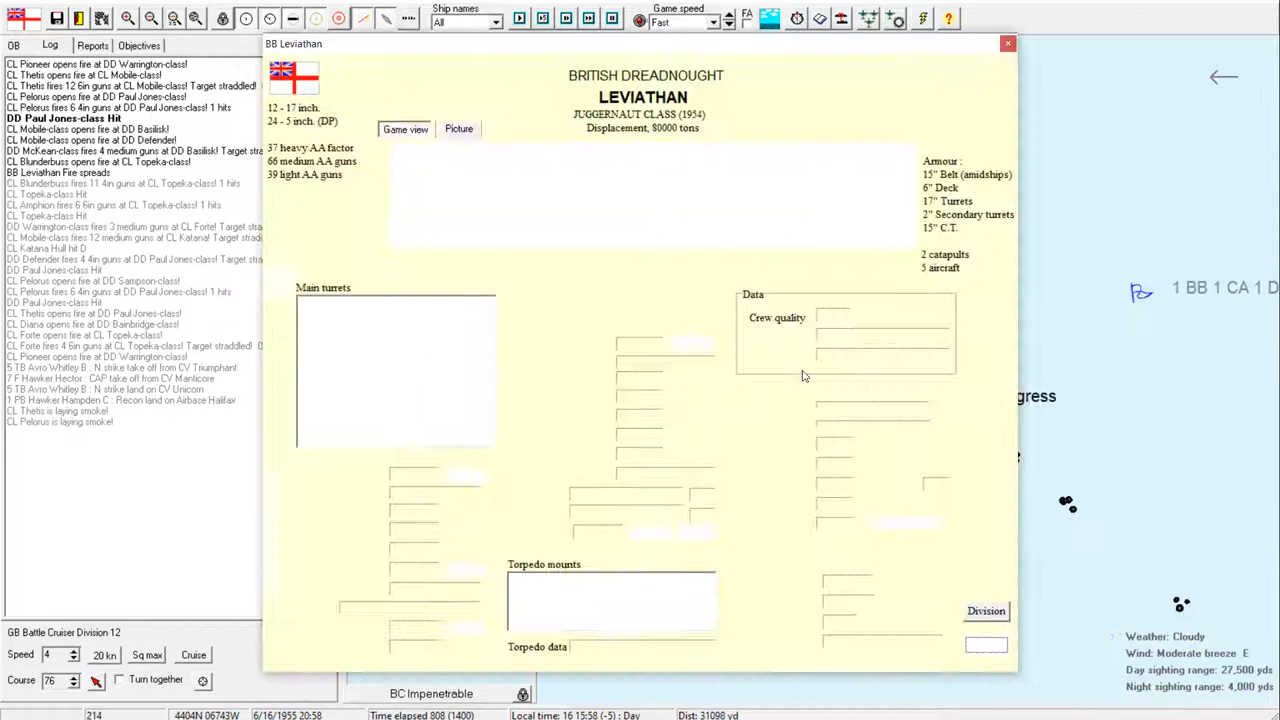 Ship names
Game speed
All
Fast
FA
OB Log Reports Objectives
CL Pioneer opens fire at DD Warrington-class!
CL Thetis opens fire at CL Mobile-class!
CL Thetis fires 12 6in guns at CL Mobile-class! Target straddled!
CL Pelorus opens fire at DD Paul Jones-class!
CL Pelorus fires 6 4in guns at DD Paul Jones-class! 1 hits
DD Paul Jones-class Hit
CL Mobile-class opens fire at DD Basilisk!
CL Mobile-class opens fire at DD Defender!
DD McKean-class fires 4 medium guns at DD Basilisk! Target stra
CL Blunderbuss opens fire at CL Topeka-class!
BB Leviathan Fire spreads
CL Blunderbuss fires 11 4in guns at CL Topeka-class! 1 hits
CL Topeka-class Hit
CL Amphion fires 6 6in guns at CL Topeka-class! 1 hits
CL Topeka-class Hit
DD Warrington-class fires 3 medium guns at CL Forte! Target stra
CL Mobile-class fires 12 medium guns at CL Katana! Target strad
CL Katana Hull hit D
DD Defender fires 4 4in guns at DD Paul Jones-class! Target strad
DD Paul Jones-class Hit
CL Pelorus opens fire at DD Sampson-class!
CL Pelorus fires 6 4in guns at DD Paul Jones-class! 1 hits
DD Paul Jones-class Hit
CL Thetis opens fire at DD Paul Jones-class!
CL Diana opens fire at DD Bainbridge-class!
CL Forte opens fire at CL Topeka-class!
CL Forte fires 4 6in guns at CL Topeka-class! Target straddled! 0
CL Pioneer opens fire at DD Warrington-class!
5 TB Avro Whitley B : N strike take off from CV Triumphant
7 F Hawker Hector : CAP take off from CV Manticore
5 TB Avro Whitley B : N strike land on CV Unicorn
1 PB Hawker Hampden C : Recon land on Airbase Halifax
CL Thetis is laying smoke!
CL Pelorus is laying smoke!
GB Battle Cruiser Division 12
Speed 4 20 kn Sq max Cruise
Course 76 Turn together
BB Leviathan
BRITISH DREADNOUGHT
LEVIATHAN
JUGGERNAUT CLASS (1954)
Displacement, 80000 tons
12 - 17 inch.
24 - 5 inch. (DP)
Game view Picture
37 heavy AA factor
66 medium AA guns
39 light AA guns
Armour :
15" Belt (amidships)
6" Deck
17" Turrets
2" Secondary turrets
15" C.T.
2 catapults
5 aircraft
Main turrets
Data
Crew quality
Torpedo mounts
Torpedo data
Division
BC Impenetrable
1 BB 1 CA 1 D
gress
Weather: Cloudy
Wind: Moderate breeze E
Day sighting range: 27,500 yds
Night sighting range: 4,000 yds
214 4404N 06743W 6/16/1955 20:58 Time elapsed 808 (1400) Local time: 16 15:58 (-5) : Day Dist: 31098 yd